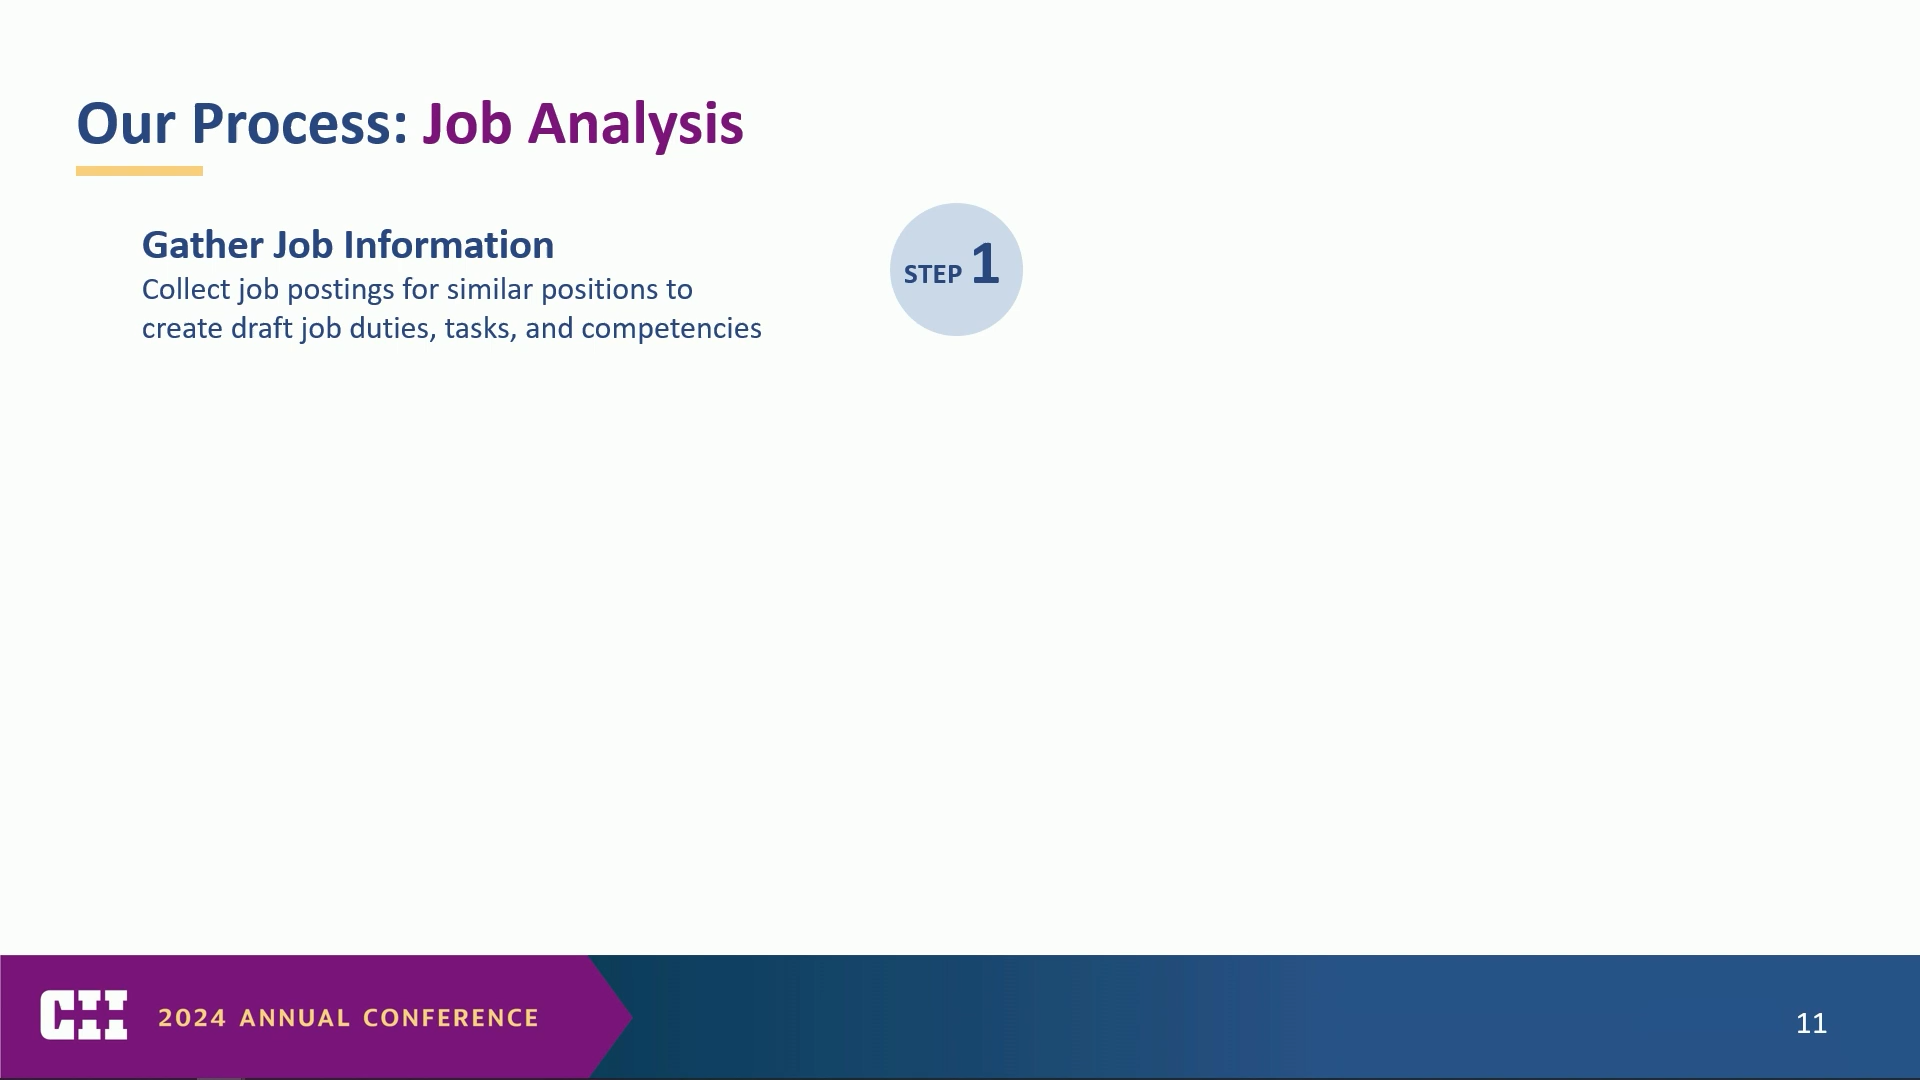 Our Process: Job Analysis
Gather Job Information
Collect job postings for similar positions to
create draft job duties, tasks, and competencies
STEP 1
CII 2024 ANNUAL CONFERENCE
11